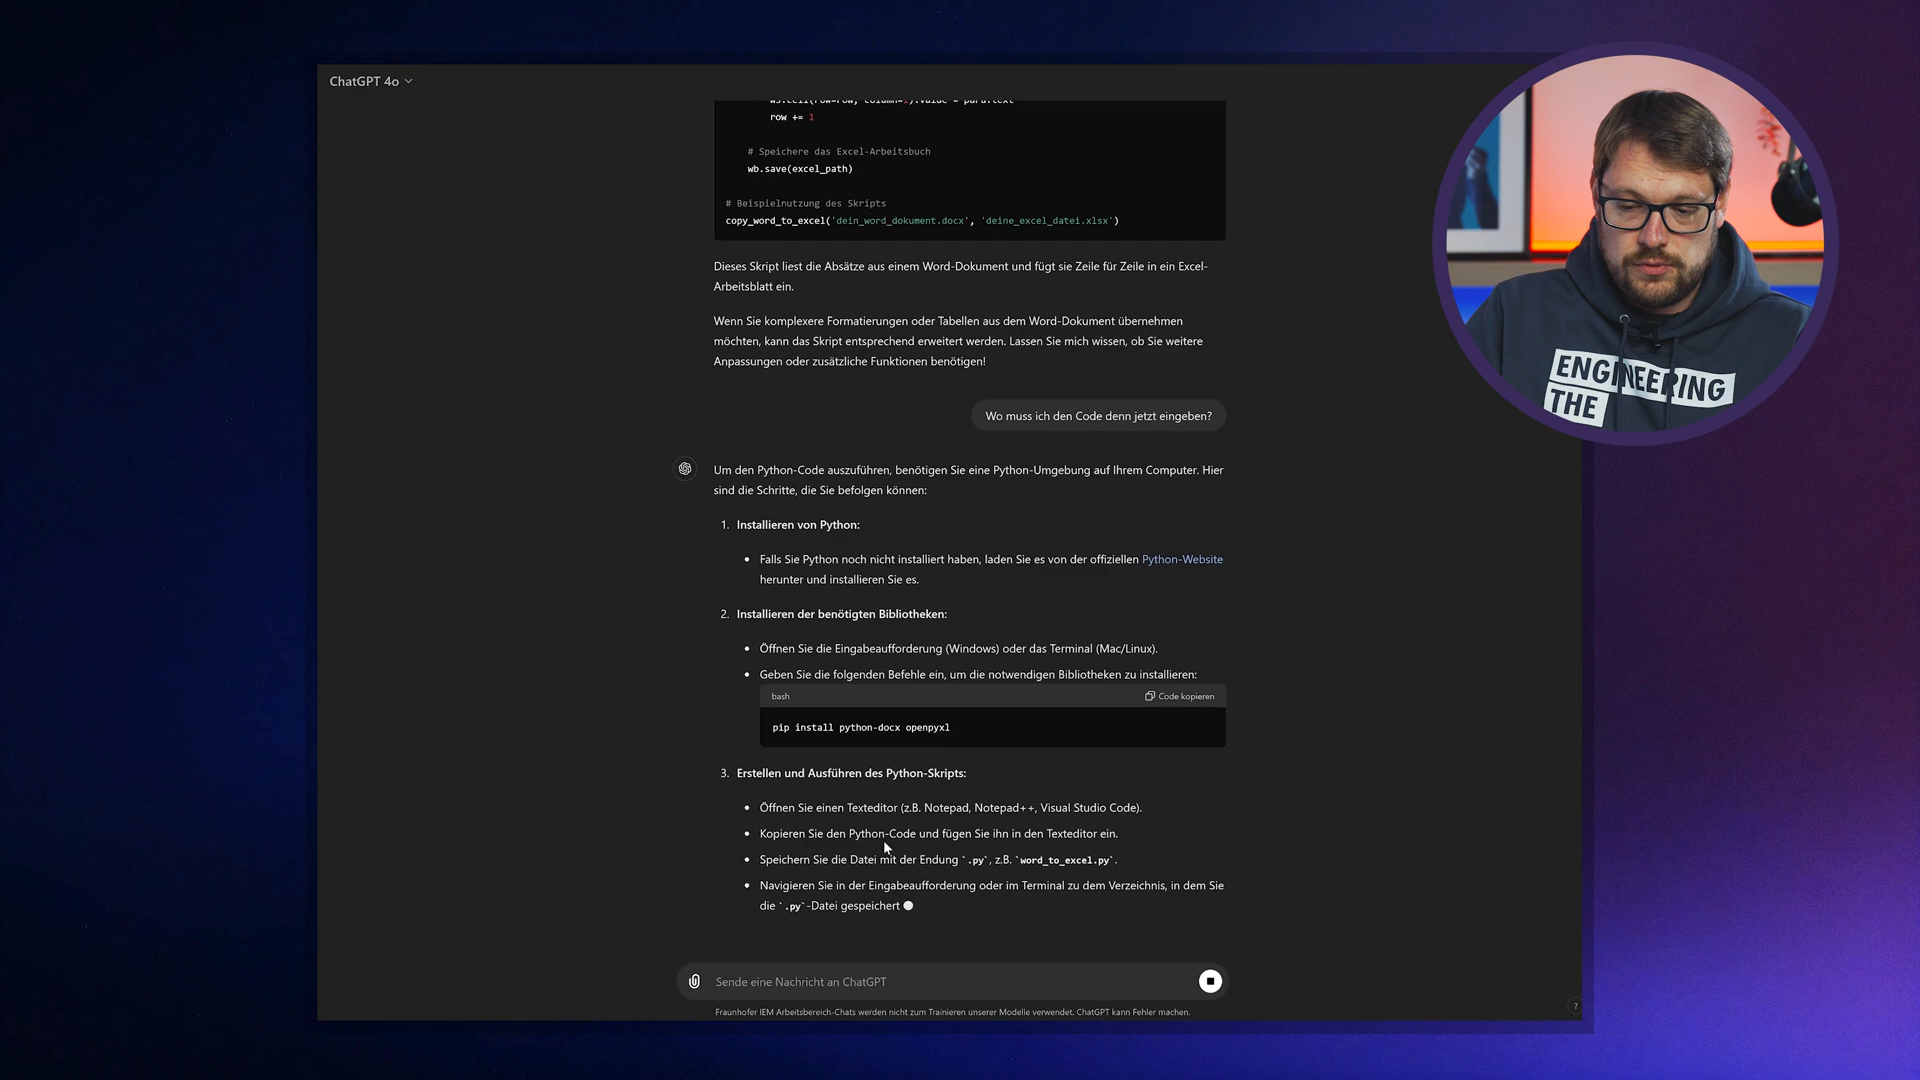 ChatGPT 4o
ws.cell(row=row, column=1).value = para.text
row += 1
# Speichere das Excel-Arbeitsbuch
wb.save(excel_path)
# Beispielnutzung des Skripts
copy_word_to_excel('dein_word_dokument.docx', 'deine_excel_datei.xlsx')
Dieses Skript liest die Absätze aus einem Word-Dokument und fügt sie Zeile für Zeile in ein Excel-
Arbeitsblatt ein.
Wenn Sie komplexere Formatierungen oder Tabellen aus dem Word-Dokument übernehmen
möchten, kann das Skript entsprechend erweitert werden. Lassen Sie mich wissen, ob Sie weitere
Anpassungen oder zusätzliche Funktionen benötigen!
Wo muss ich den Code denn jetzt eingeben?
Um den Python-Code auszuführen, benötigen Sie eine Python-Umgebung auf Ihrem Computer. Hier
sind die Schritte, die Sie befolgen können:
1. Installieren von Python:
• Falls Sie Python noch nicht installiert haben, laden Sie es von der offiziellen Python-Website
herunter und installieren Sie es.
2. Installieren der benötigten Bibliotheken:
• Öffnen Sie die Eingabeaufforderung (Windows) oder das Terminal (Mac/Linux).
• Geben Sie die folgenden Befehle ein, um die notwendigen Bibliotheken zu installieren:
bash Code kopieren
pip install python-docx openpyxl
3. Erstellen und Ausführen des Python-Skripts:
• Öffnen Sie einen Texteditor (z.B. Notepad, Notepad++, Visual Studio Code).
• Kopieren Sie den Python-Code und fügen Sie ihn in den Texteditor ein.
• Speichern Sie die Datei mit der Endung `.py`, z.B. `word_to_excel.py`.
• Navigieren Sie in der Eingabeaufforderung oder im Terminal zu dem Verzeichnis, in dem Sie
die `.py`-Datei gespeichert
Sende eine Nachricht an ChatGPT
Fraunhofer IEM Arbeitsbereich-Chats werden nicht zum Trainieren unserer Modelle verwendet. ChatGPT kann Fehler machen.
?
ENGINEERING
THE